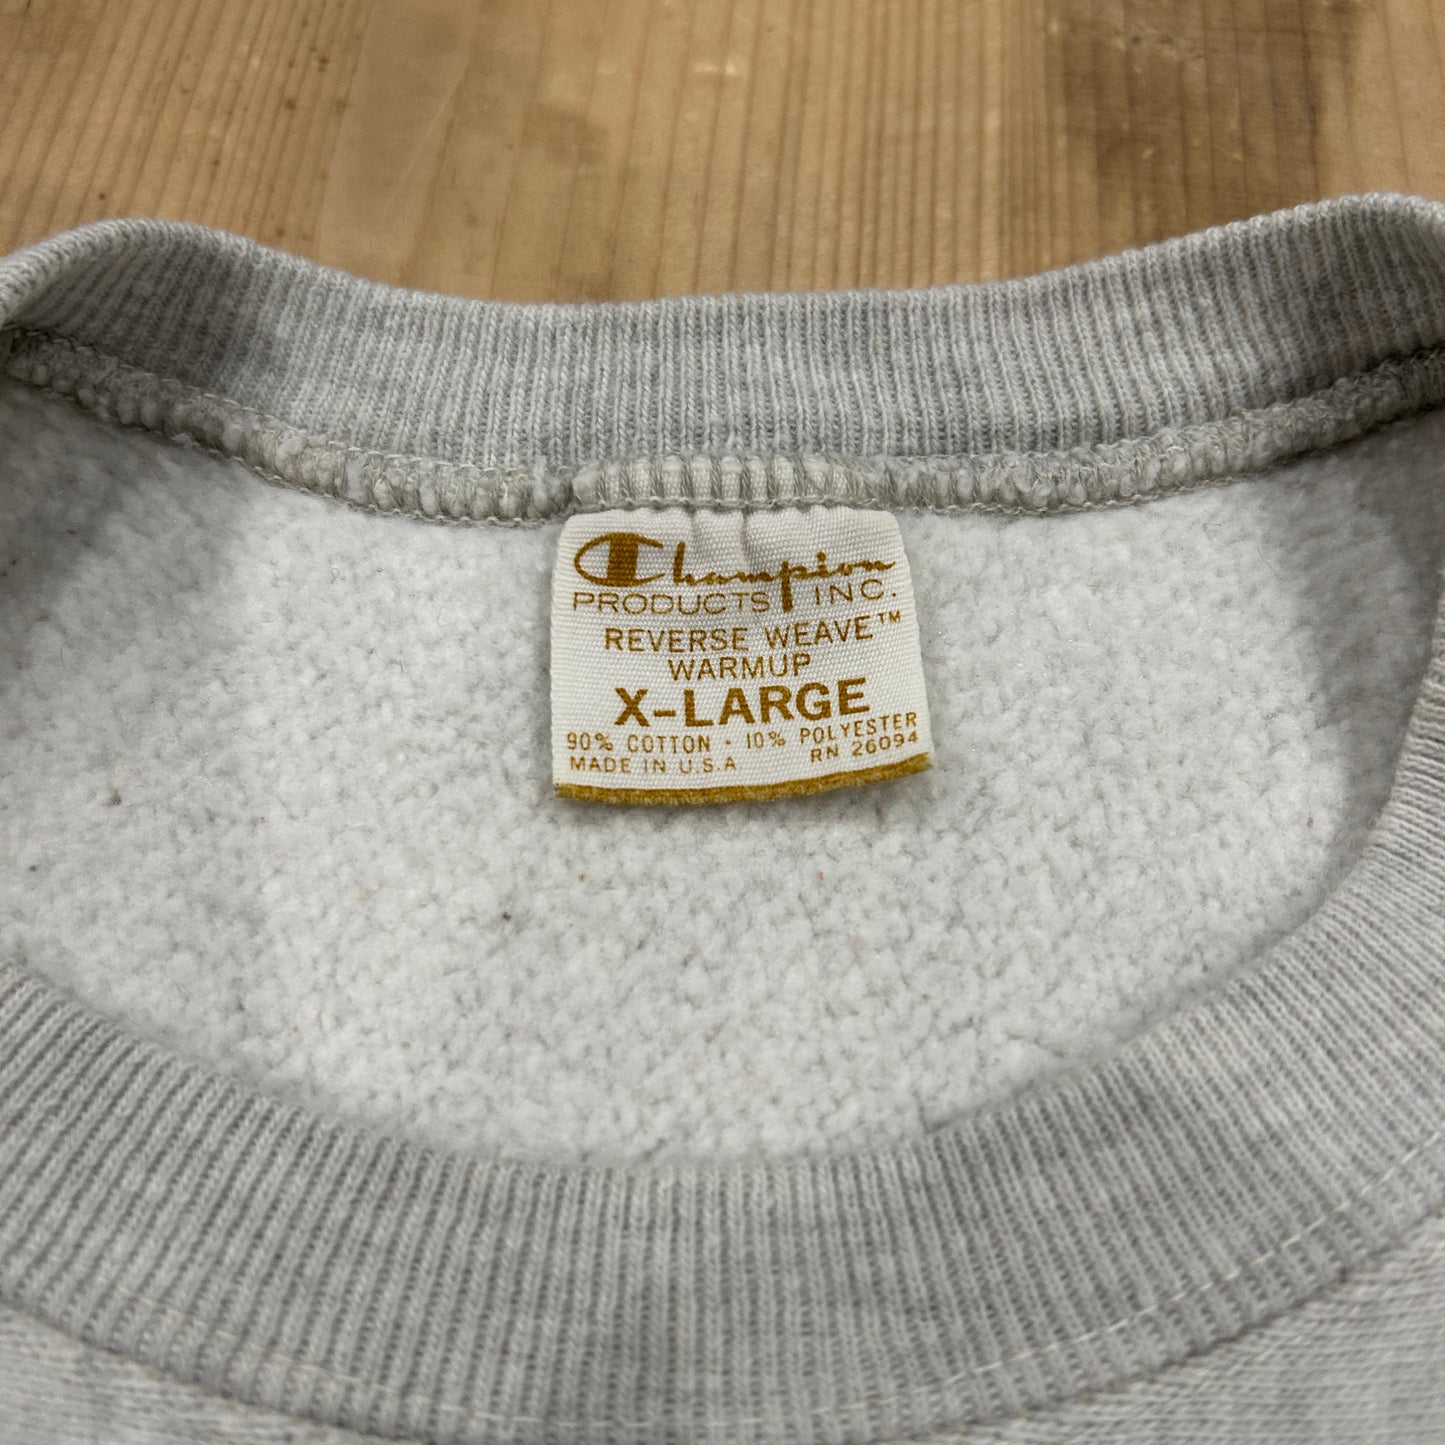 Champion
PRODUCTS INC.
REVERSE WEAVE™
WARMUP
X-LARGE
90% COTTON · 10% POLYESTER
MADE IN U.S.A RN 26094